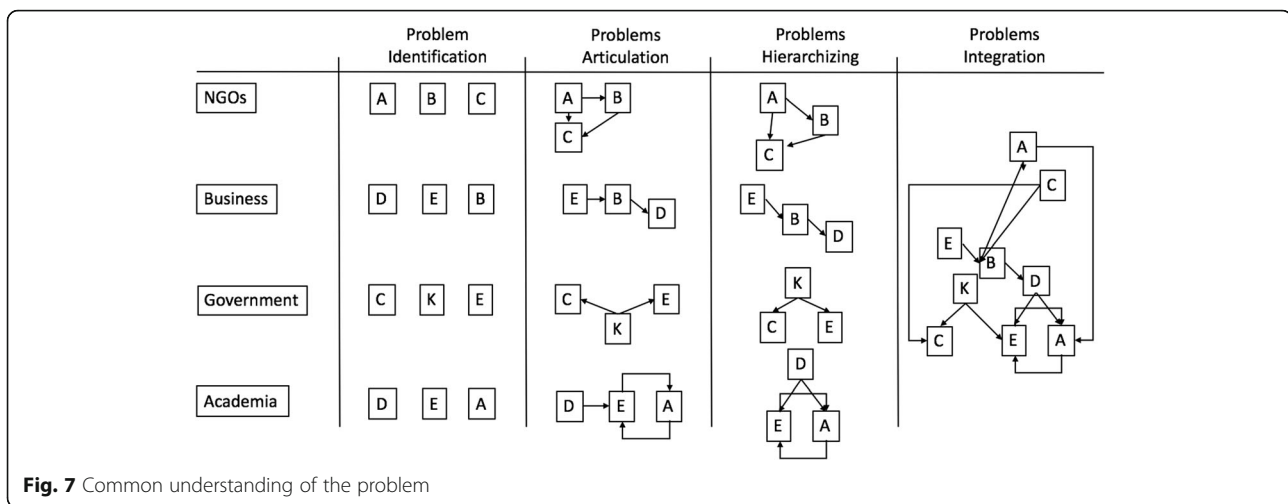 Problem Identification
Problems Articulation
Problems Hierarchizing
Problems Integration
NGOs
A B C
A B
C
A
B
C
Business
D E B
E B
D
E
B
D
Government
C K E
C E
K
K
C E
Academia
D E A
D E A
D
E A
A
C
E
B
D
K
C E A
Fig. 7 Common understanding of the problem